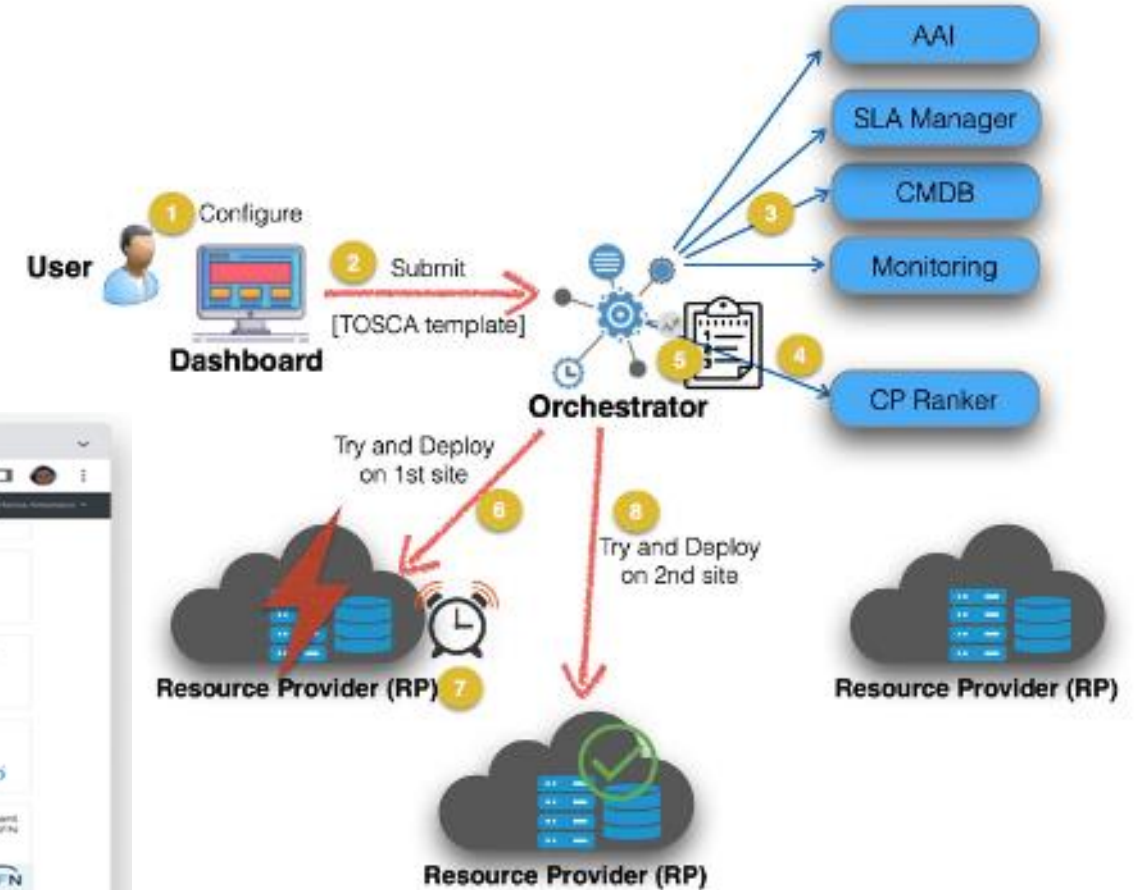 AAI
SLA Manager
CMDB
Monitoring
CP Ranker
1 Configure
User
Dashboard
2 Submit
[TOSCA template]
3
4
5
Orchestrator
Try and Deploy
on 1st site
6
8
Try and Deploy
on 2nd site
Resource Provider (RP) 7
Resource Provider (RP)
Resource Provider (RP)